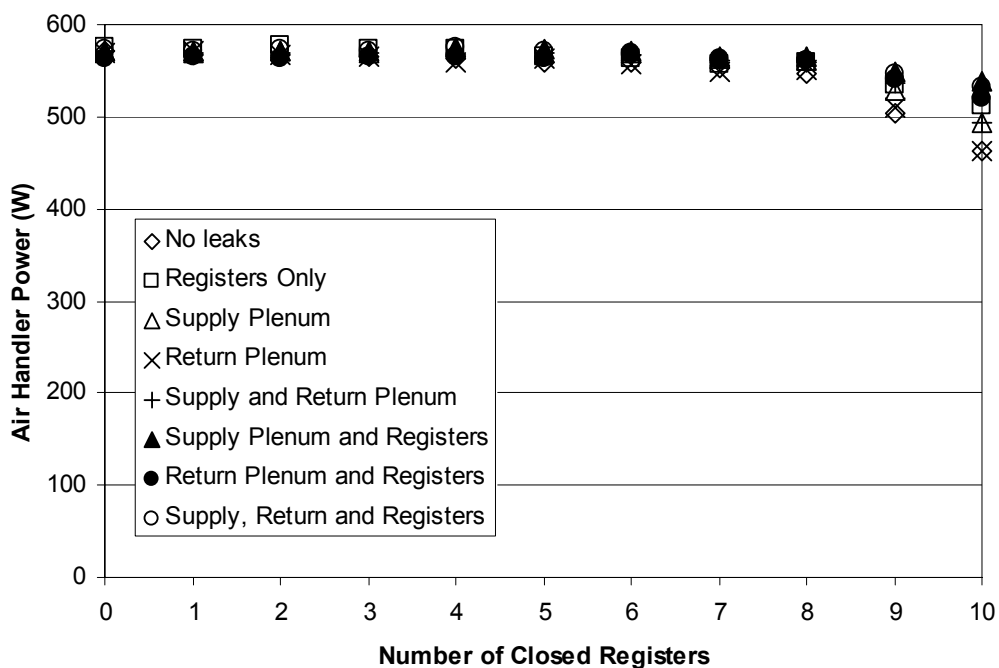 600
500
400
300
200
100
0
Air Handler Power (W)
No leaks
Registers Only
Supply Plenum
Return Plenum
Supply and Return Plenum
Supply Plenum and Registers
Return Plenum and Registers
Supply, Return and Registers
0 1 2 3 4 5 6 7 8 9 10
Number of Closed Registers